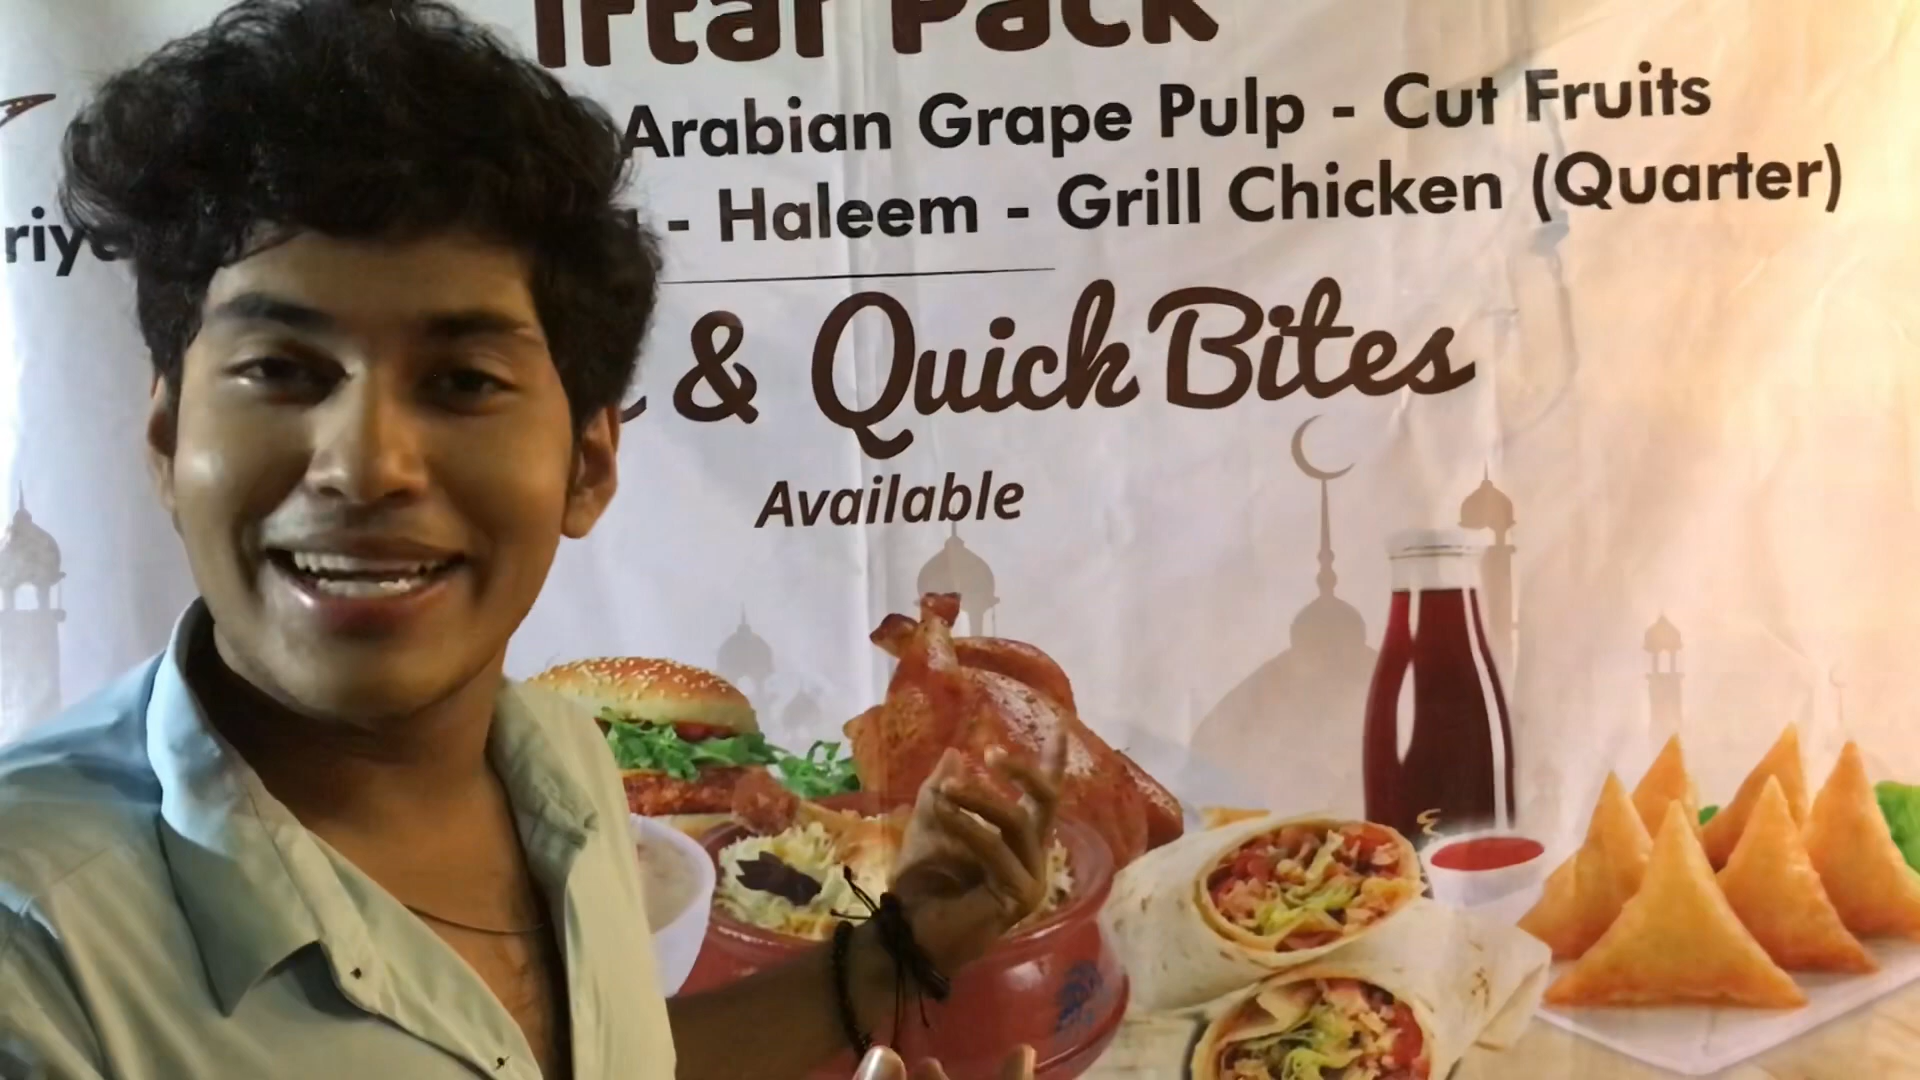 Iftar Pack
Arabian Grape Pulp - Cut Fruits
- Haleem - Grill Chicken (Quarter)
& Quick Bites
Available